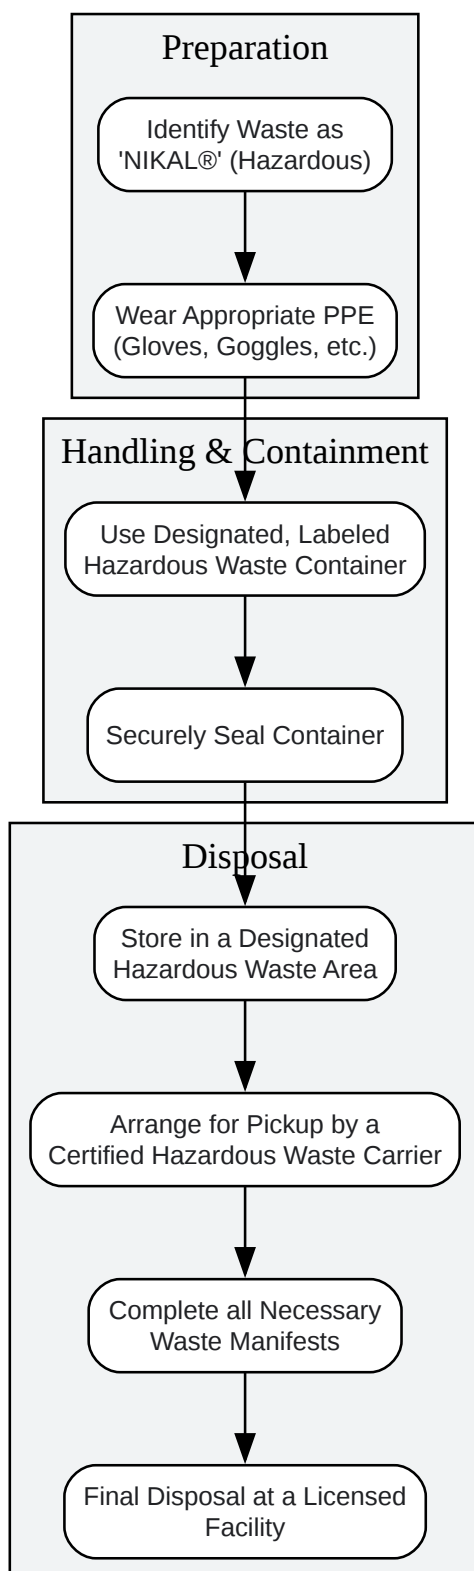 Preparation
Identify Waste as
'NIKAL®' (Hazardous)
Wear Appropriate PPE
(Gloves, Goggles, etc.)
Handling & Containment
Use Designated, Labeled
Hazardous Waste Container
Securely Seal Container
Disposal
Store in a Designated
Hazardous Waste Area
Arrange for Pickup by a
Certified Hazardous Waste Carrier
Complete all Necessary
Waste Manifests
Final Disposal at a Licensed
Facility